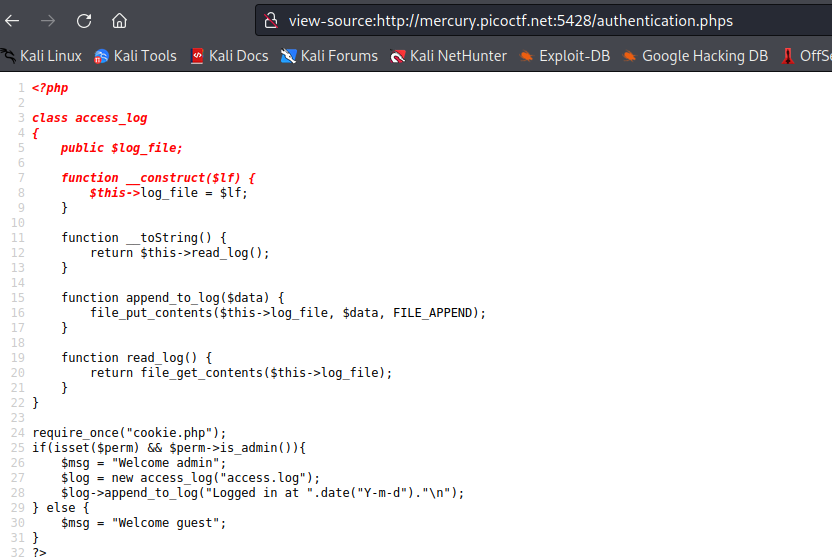 view-source:http://mercury.picoctf.net:5428/authentication.phps
Kali Linux Kali Tools Kali Docs Kali Forums Kali NetHunter Exploit-DB Google Hacking DB OffSe
1 <?php
2
3 class access_log
4 {
5     public $log_file;
6
7     function __construct($lf) {
8         $this->log_file = $lf;
9     }
10
11     function __toString() {
12         return $this->read_log();
13     }
14
15     function append_to_log($data) {
16         file_put_contents($this->log_file, $data, FILE_APPEND);
17     }
18
19     function read_log() {
20         return file_get_contents($this->log_file);
21     }
22 }
23
24 require_once("cookie.php");
25 if(isset($perm) && $perm->is_admin()){
26     $msg = "Welcome admin";
27     $log = new access_log("access.log");
28     $log->append_to_log("Logged in at ".date("Y-m-d")."\n");
29 } else {
30     $msg = "Welcome guest";
31 }
32 ?>